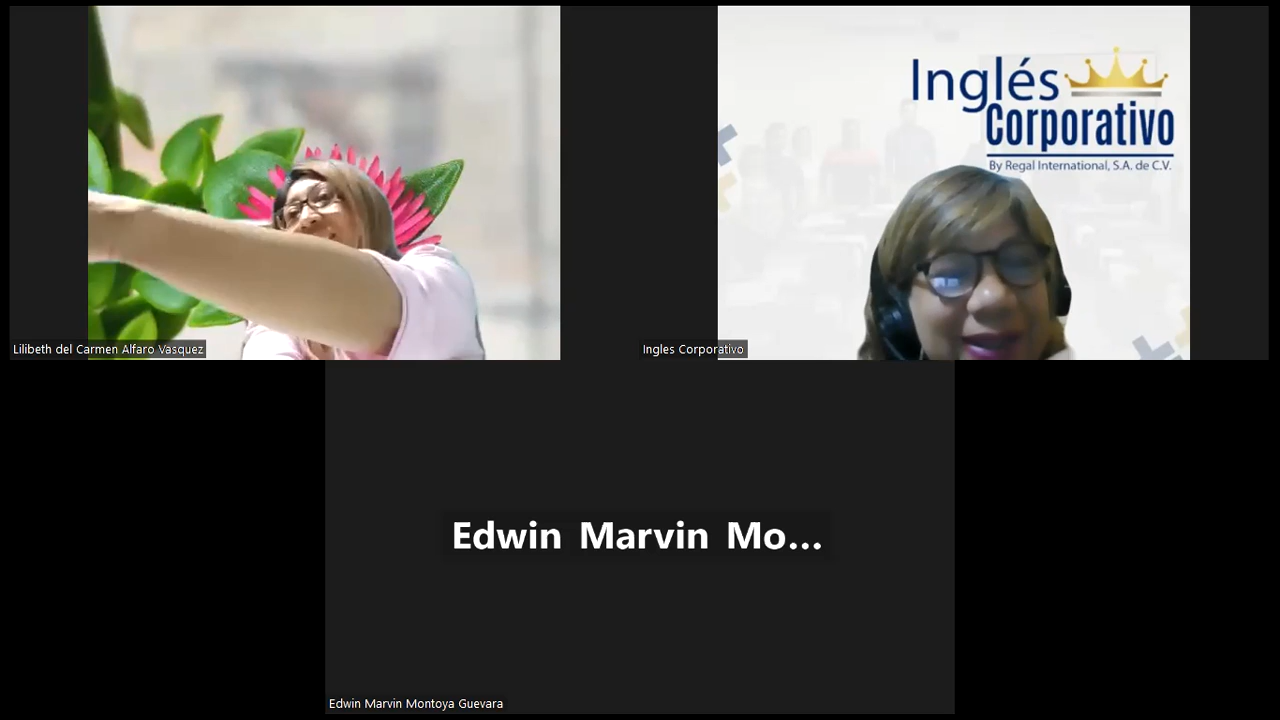 Inglés
Corporativo
By Regal International, S.A. de C.V.
Lilibeth del Carmen Alfaro Vasquez
Ingles Corporativo
Edwin Marvin Mo...
Edwin Marvin Montoya Guevara